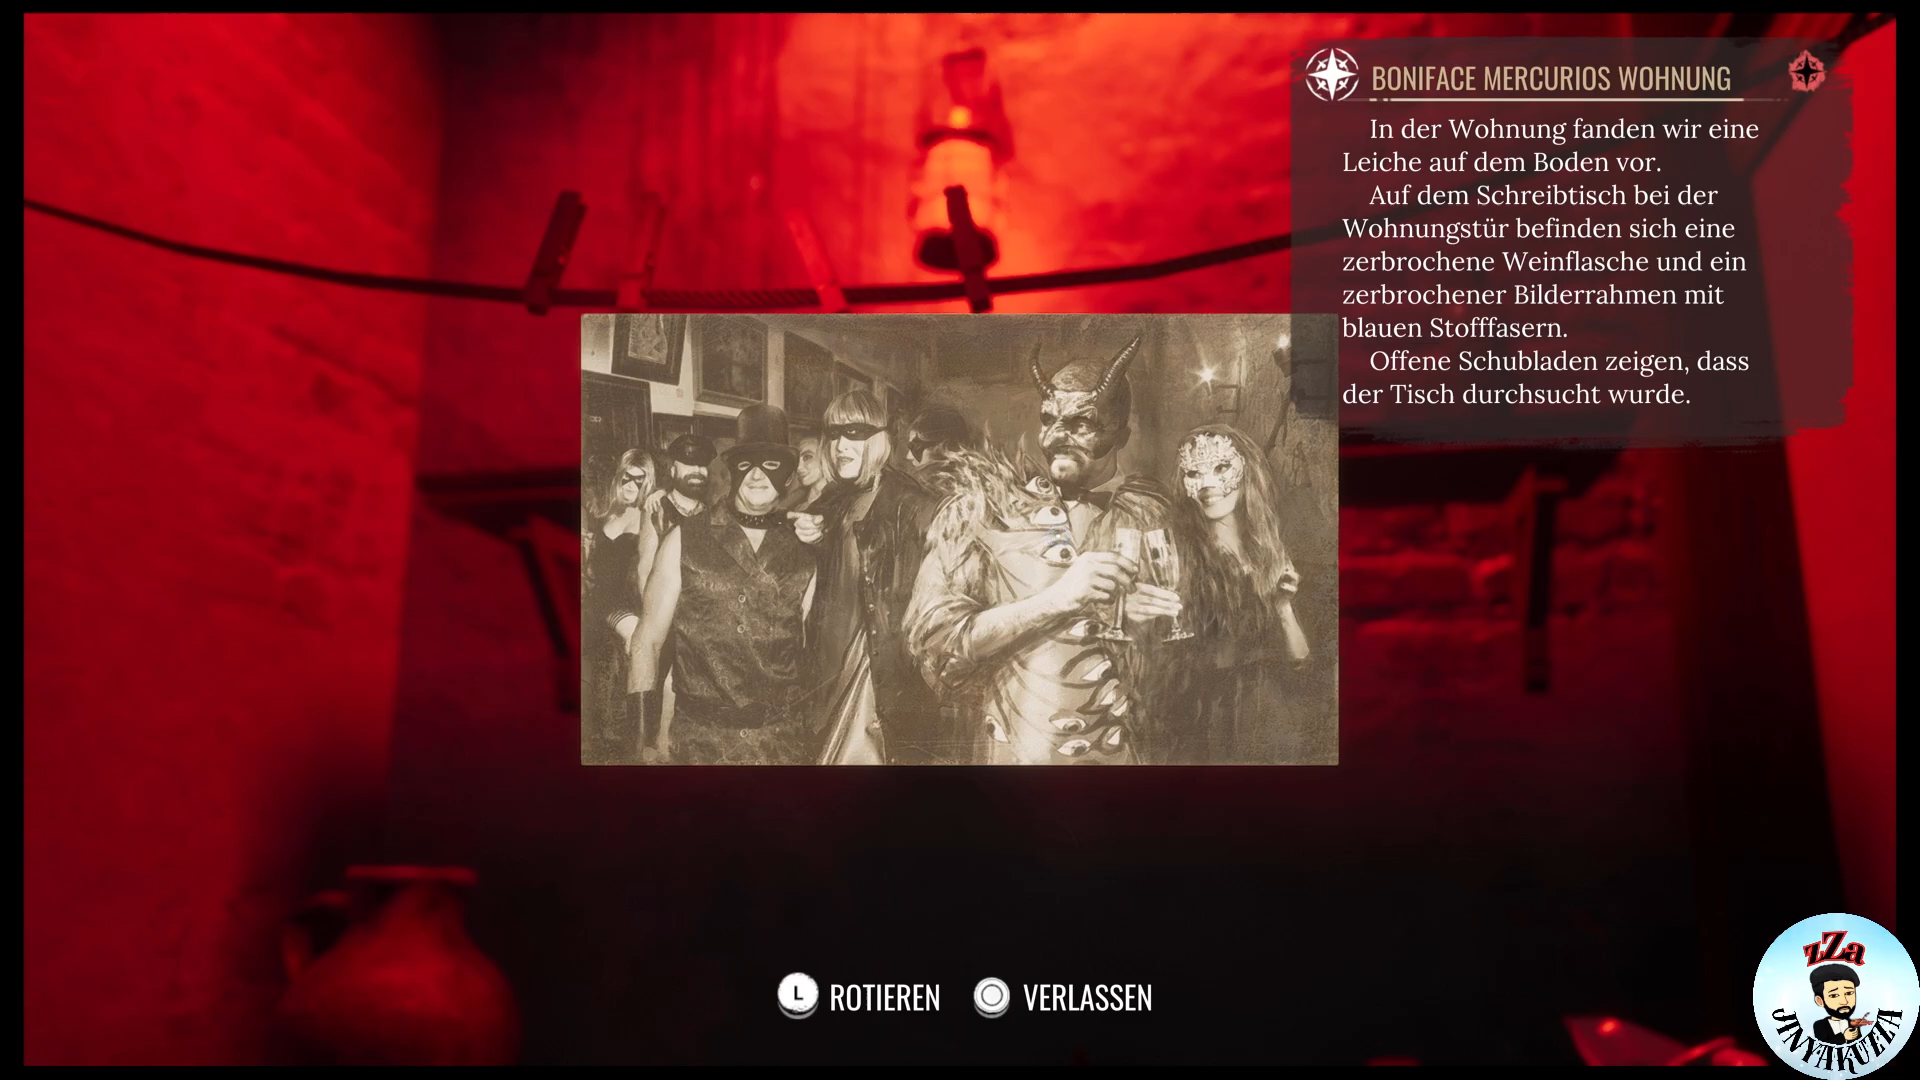 BONIFACE MERCURIOS WOHNUNG
In der Wohnung fanden wir eine
Leiche auf dem Boden vor.
Auf dem Schreibtisch bei der
Wohnungstür befinden sich eine
zerbrochene Weinflasche und ein
zerbrochener Bilderrahmen mit
blauen Stofffasern.
Offene Schubladen zeigen, dass
der Tisch durchsucht wurde.
L ROTIEREN VERLASSEN
zZa
JINYAKUZZA